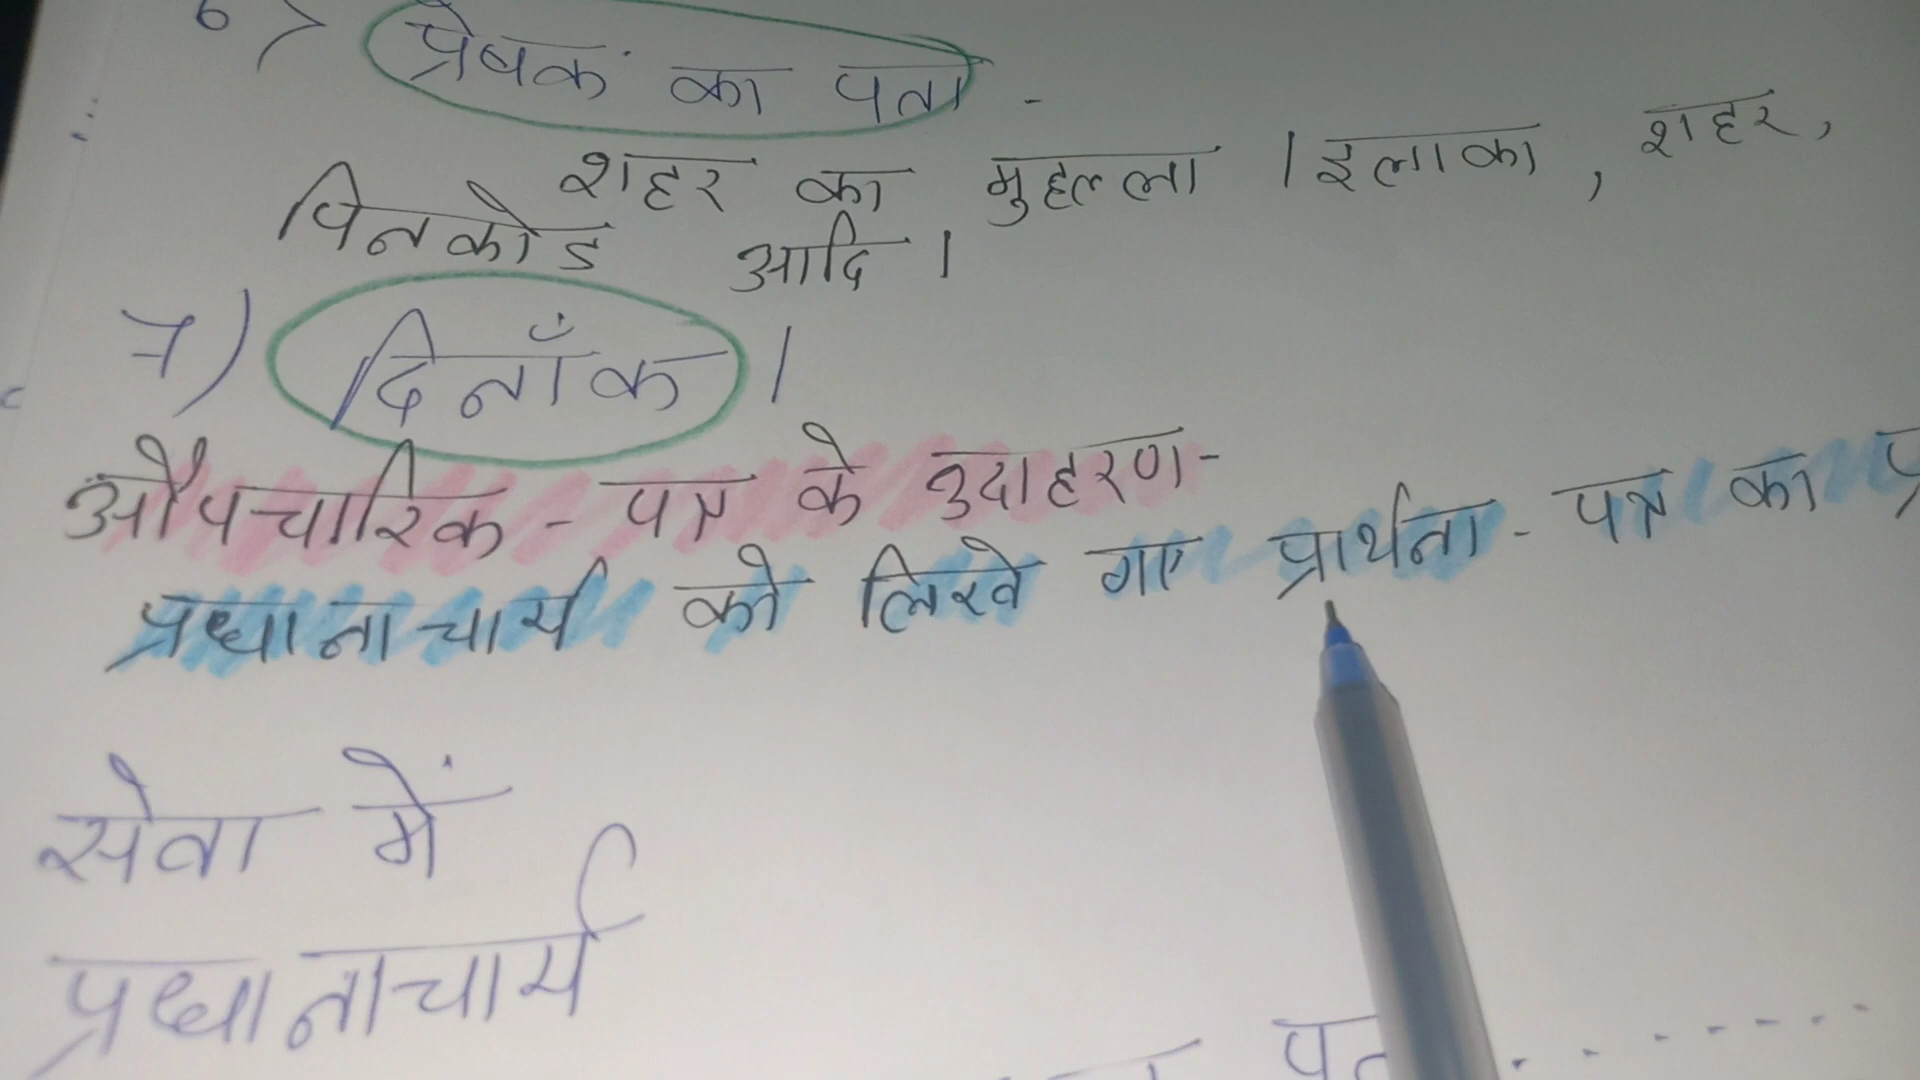 6> प्रेषक का पता -
शहर का मुहल्ला / इलाका , शहर,
पिनकोड आदि ।
7) दिनाँक ।
औपचारिक - पत्र के उदाहरण-
प्रधानाचार्य को लिखे गए प्रार्थना - पत्र का
सेवा में
प्रधानाचार्य